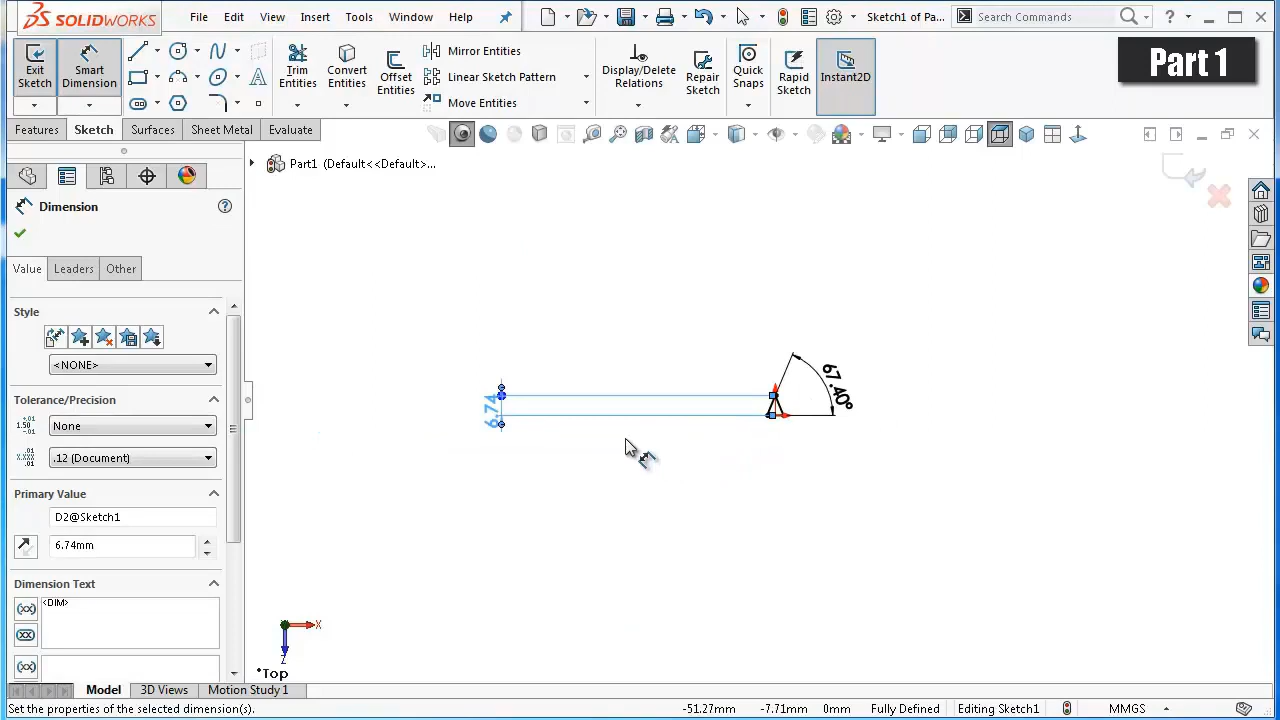 SOLIDWORKS
File Edit View Insert Tools Window Help
Sketch1 of Pa...
Search Commands
Part 1
Exit Sketch
Smart Dimension
Trim Entities
Convert Entities
Offset Entities
Mirror Entities
Linear Sketch Pattern
Move Entities
Display/Delete Relations
Repair Sketch
Quick Snaps
Rapid Sketch
Instant2D
Features Sketch Surfaces Sheet Metal Evaluate
Part1 (Default<<Default>...
Dimension
Value Leaders Other
Style
<NONE>
Tolerance/Precision
None
.12 (Document)
Primary Value
D2@Sketch1
6.74mm
Dimension Text
<DIM>
6.74
67.40°
X
Z
*Top
Model 3D Views Motion Study 1
Set the properties of the selected dimension(s).
-51.27mm -7.71mm 0mm Fully Defined Editing Sketch1 MMGS